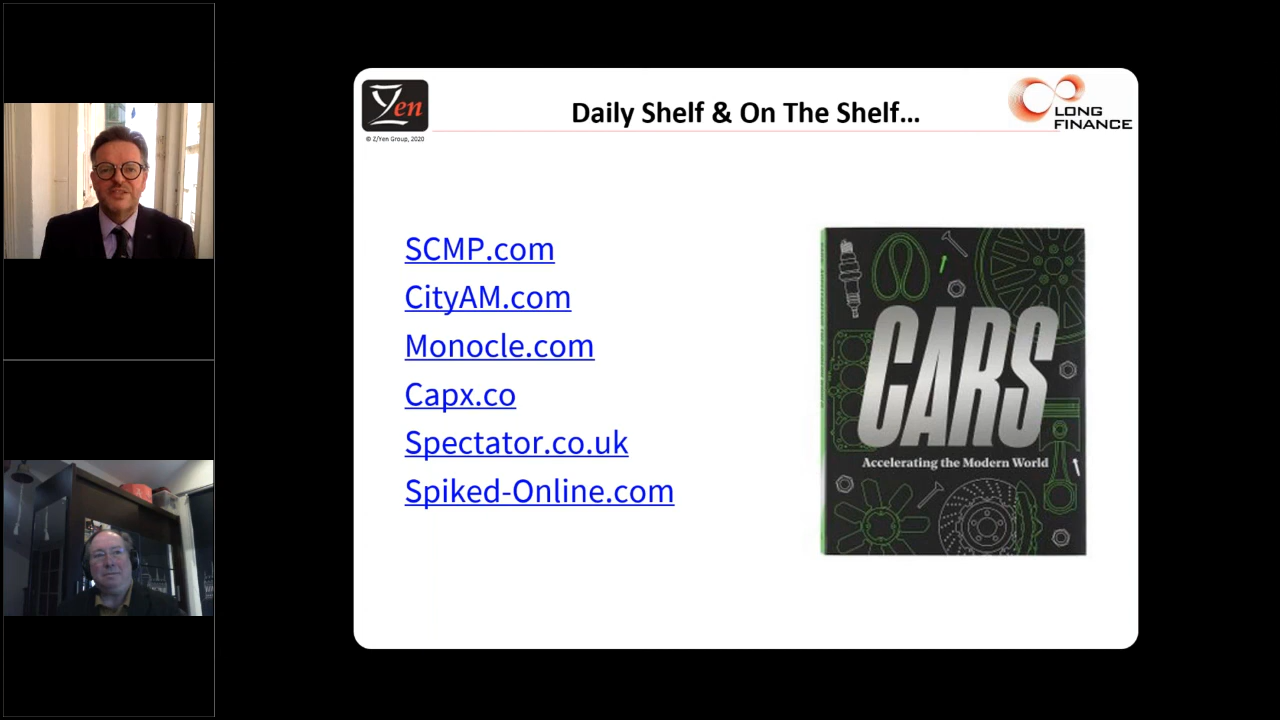 Z/Yen
© Z/Yen Group, 2020
Daily Shelf & On The Shelf...
LONG
FINANCE
SCMP.com
CityAM.com
Monocle.com
Capx.co
Spectator.co.uk
Spiked-Online.com
CARS
Accelerating the Modern World